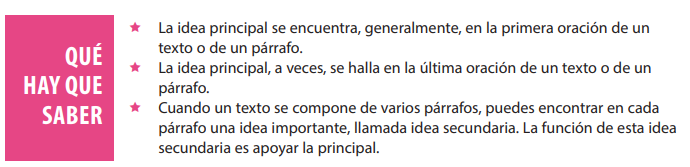 QUÉ
HAY QUE
SABER
La idea principal se encuentra, generalmente, en la primera oración de un
texto o de un párrafo.
La idea principal, a veces, se halla en la última oración de un texto o de un
párrafo.
Cuando un texto se compone de varios párrafos, puedes encontrar en cada
párrafo una idea importante, llamada idea secundaria. La función de esta idea
secundaria es apoyar la principal.